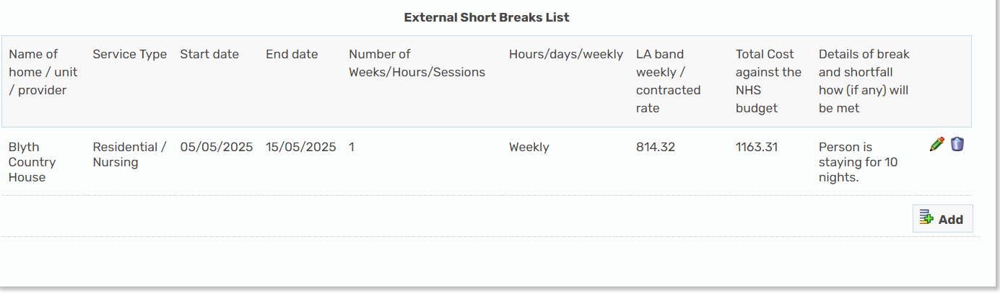 External Short Breaks List
Name of home / unit / provider
Service Type
Start date
End date
Number of Weeks/Hours/Sessions
Hours/days/weekly
LA band weekly / contracted rate
Total Cost against the NHS budget
Details of break and shortfall how (if any) will be met
Blyth Country House
Residential / Nursing
05/05/2025
15/05/2025
1
Weekly
814.32
1163.31
Person is staying for 10 nights.
Add